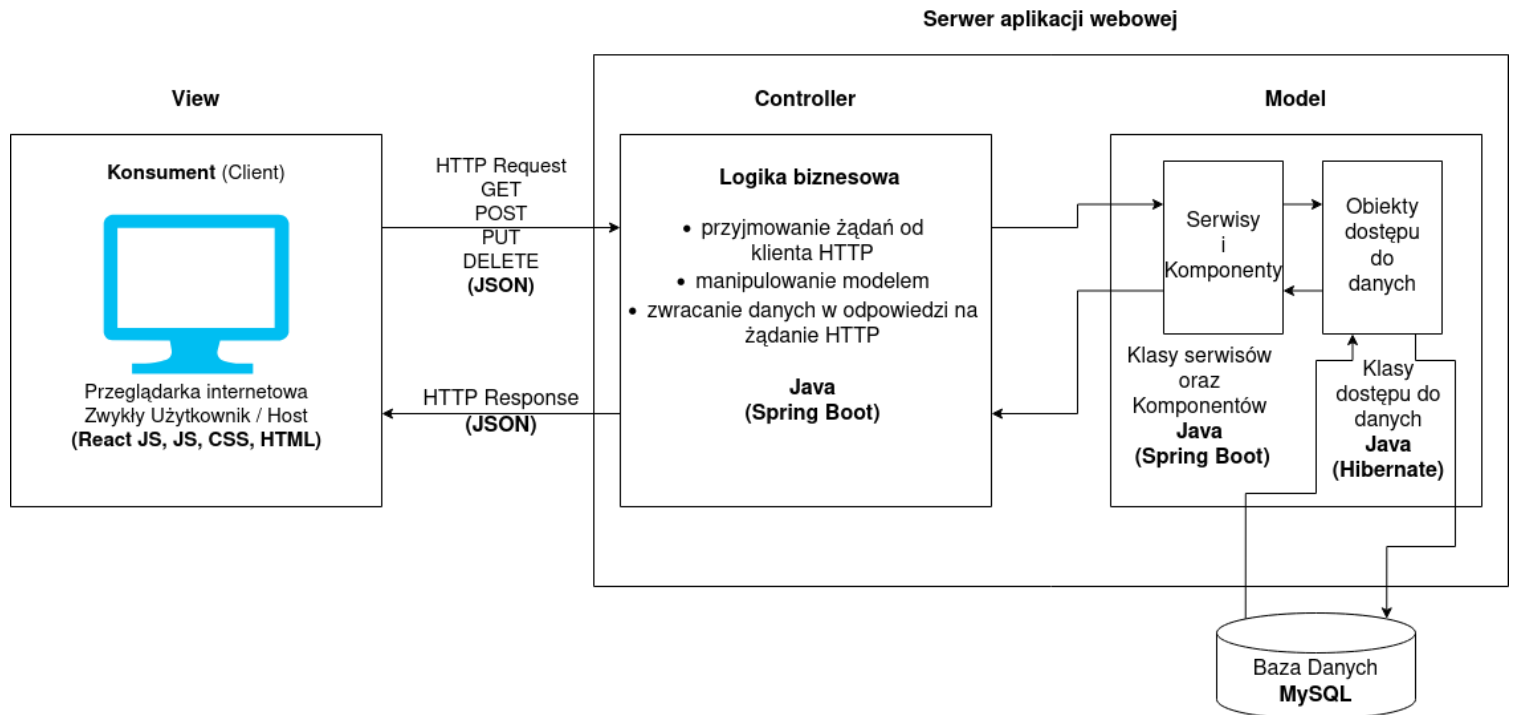 Serwer aplikacji webowej
View
Controller
Model
Konsument (Client)
Przeglądarka internetowa
Zwykły Użytkownik / Host
(React JS, JS, CSS, HTML)
HTTP Request
GET
POST
PUT
DELETE
(JSON)
HTTP Response
(JSON)
Logika biznesowa
• przyjmowanie żądań od
klienta HTTP
• manipulowanie modelem
• zwracanie danych w odpowiedzi na
żądanie HTTP
Java
(Spring Boot)
Serwisy
i
Komponenty
Obiekty
dostępu
do
danych
Klasy serwisów
oraz
Komponentów
Java
(Spring Boot)
Klasy
dostępu do
danych
Java
(Hibernate)
Baza Danych
MySQL